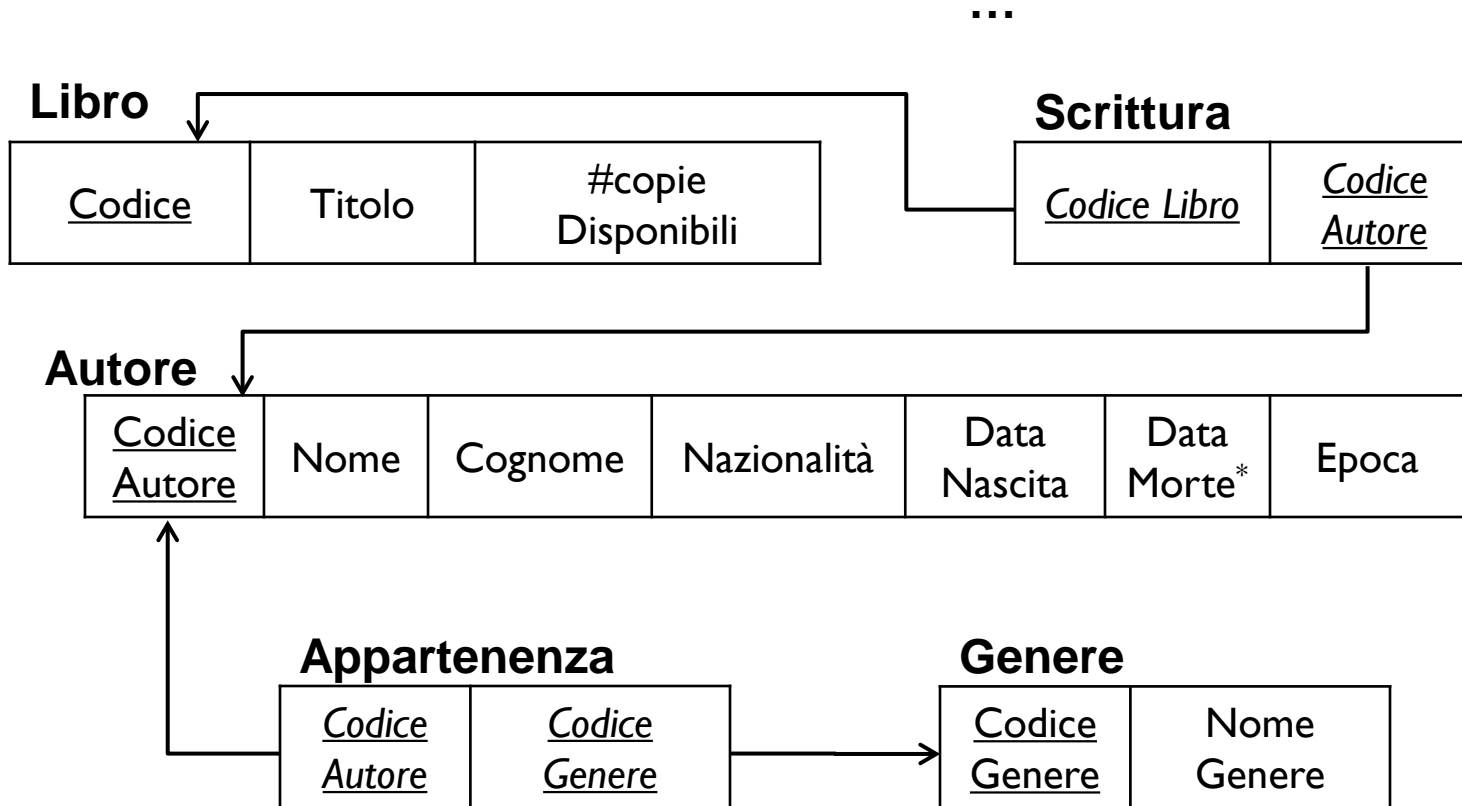 ...
Libro
Scrittura
Codice
Titolo
#copie
Disponibili
Codice Libro
Codice
Autore
Autore
Codice
Autore
Nome
Cognome
Nazionalità
Data
Nascita
Data
Morte*
Epoca
Appartenenza
Genere
Codice
Autore
Codice
Genere
Codice
Genere
Nome
Genere